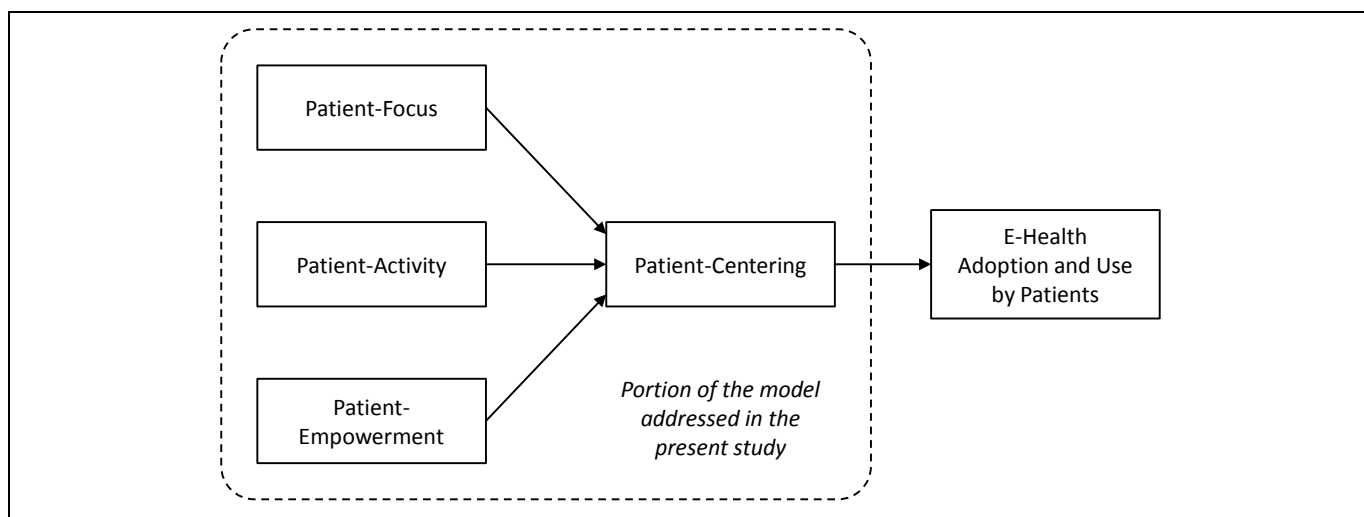 Patient-Focus
Patient-Activity
Patient-
Empowerment
Patient-Centering
E-Health
Adoption and Use
by Patients
Portion of the model
addressed in the
present study